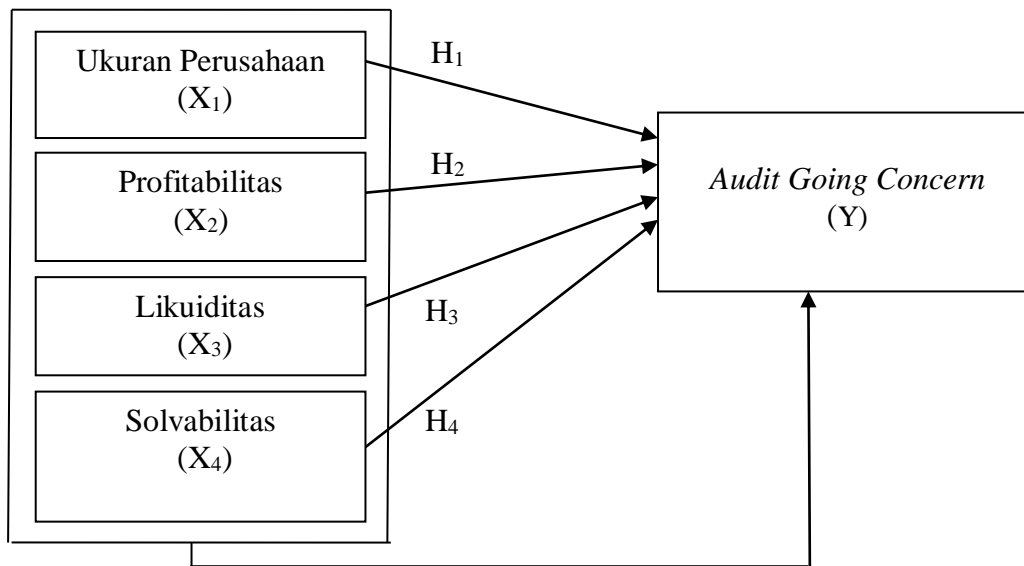 Ukuran Perusahaan
(X₁)
H₁
Profitabilitas
(X₂)
H₂
Likuiditas
(X₃)
H₃
Solvabilitas
(X₄)
H₄
Audit Going Concern
(Y)